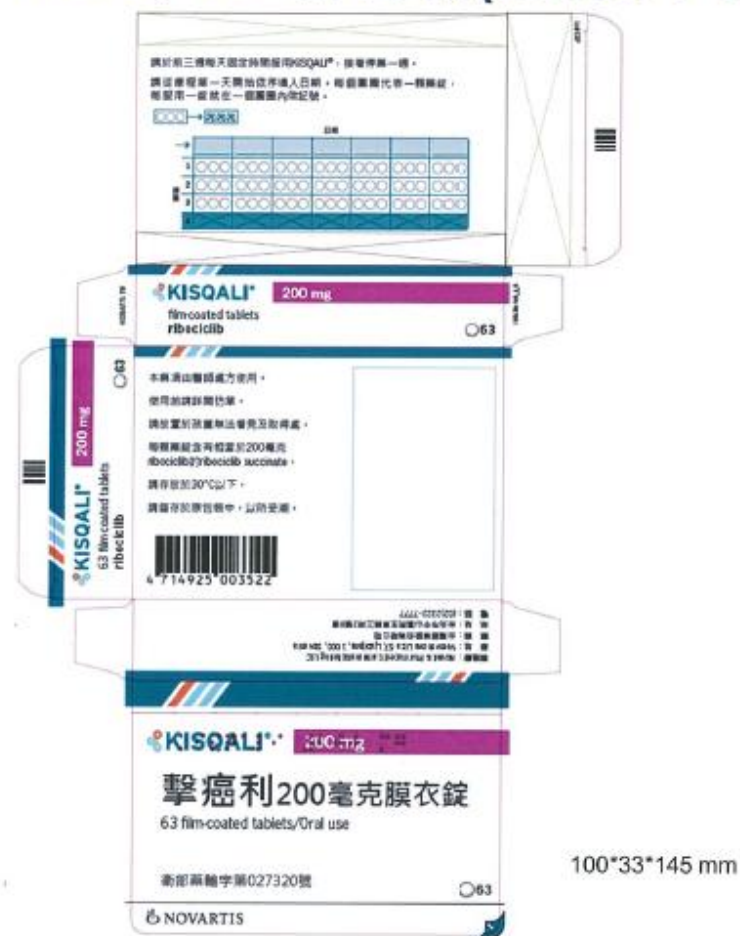 請於前三週每天固定時間服用KISQALI®，接著停藥一週。
請從療程第一天開始依序填入日期。每個圓圈代表一顆藥錠，
每服用一錠就在一個圓圈內做記號。
日期
1
2
3
KISQALI®
200 mg
film-coated tablets
ribociclib
63
本藥須由醫師處方使用。
使用前請詳閱仿單。
請放置於孩童無法看見及取得處。
每顆藥錠含有相當於200毫克
ribociclib的ribociclib succinate。
請存放於30°C以下。
請儲存於原包裝中，以防受潮。
4 714925 003522
KISQALI®
200 mg
63 film-coated tablets
ribociclib
63
KISQALI®
200 mg
擊癌利200毫克膜衣錠
63 film-coated tablets/Oral use
衛部藥輸字第027320號
63
NOVARTIS
100*33*145 mm